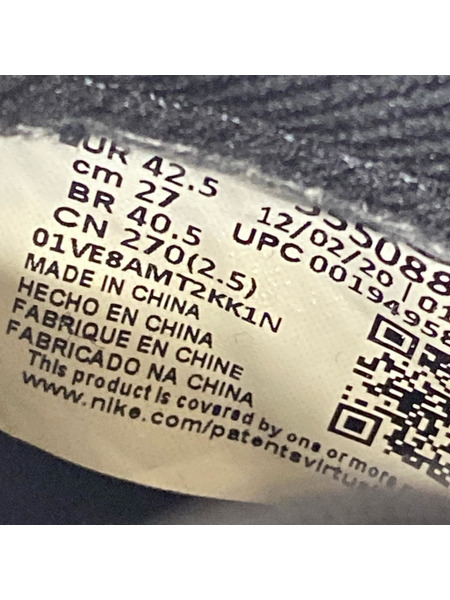 UR 42.5
cm 27
BR 40.5
CN 270(2.5)
01VE8AMT2KK1N
MADE IN CHINA
HECHO EN CHINA
FABRIQUE EN CHINE
FABRICADO NA CHINA
This product is covered by one or more
www.nike.com/patentsvirtu
12/02/20 | 01
UPC 00194958